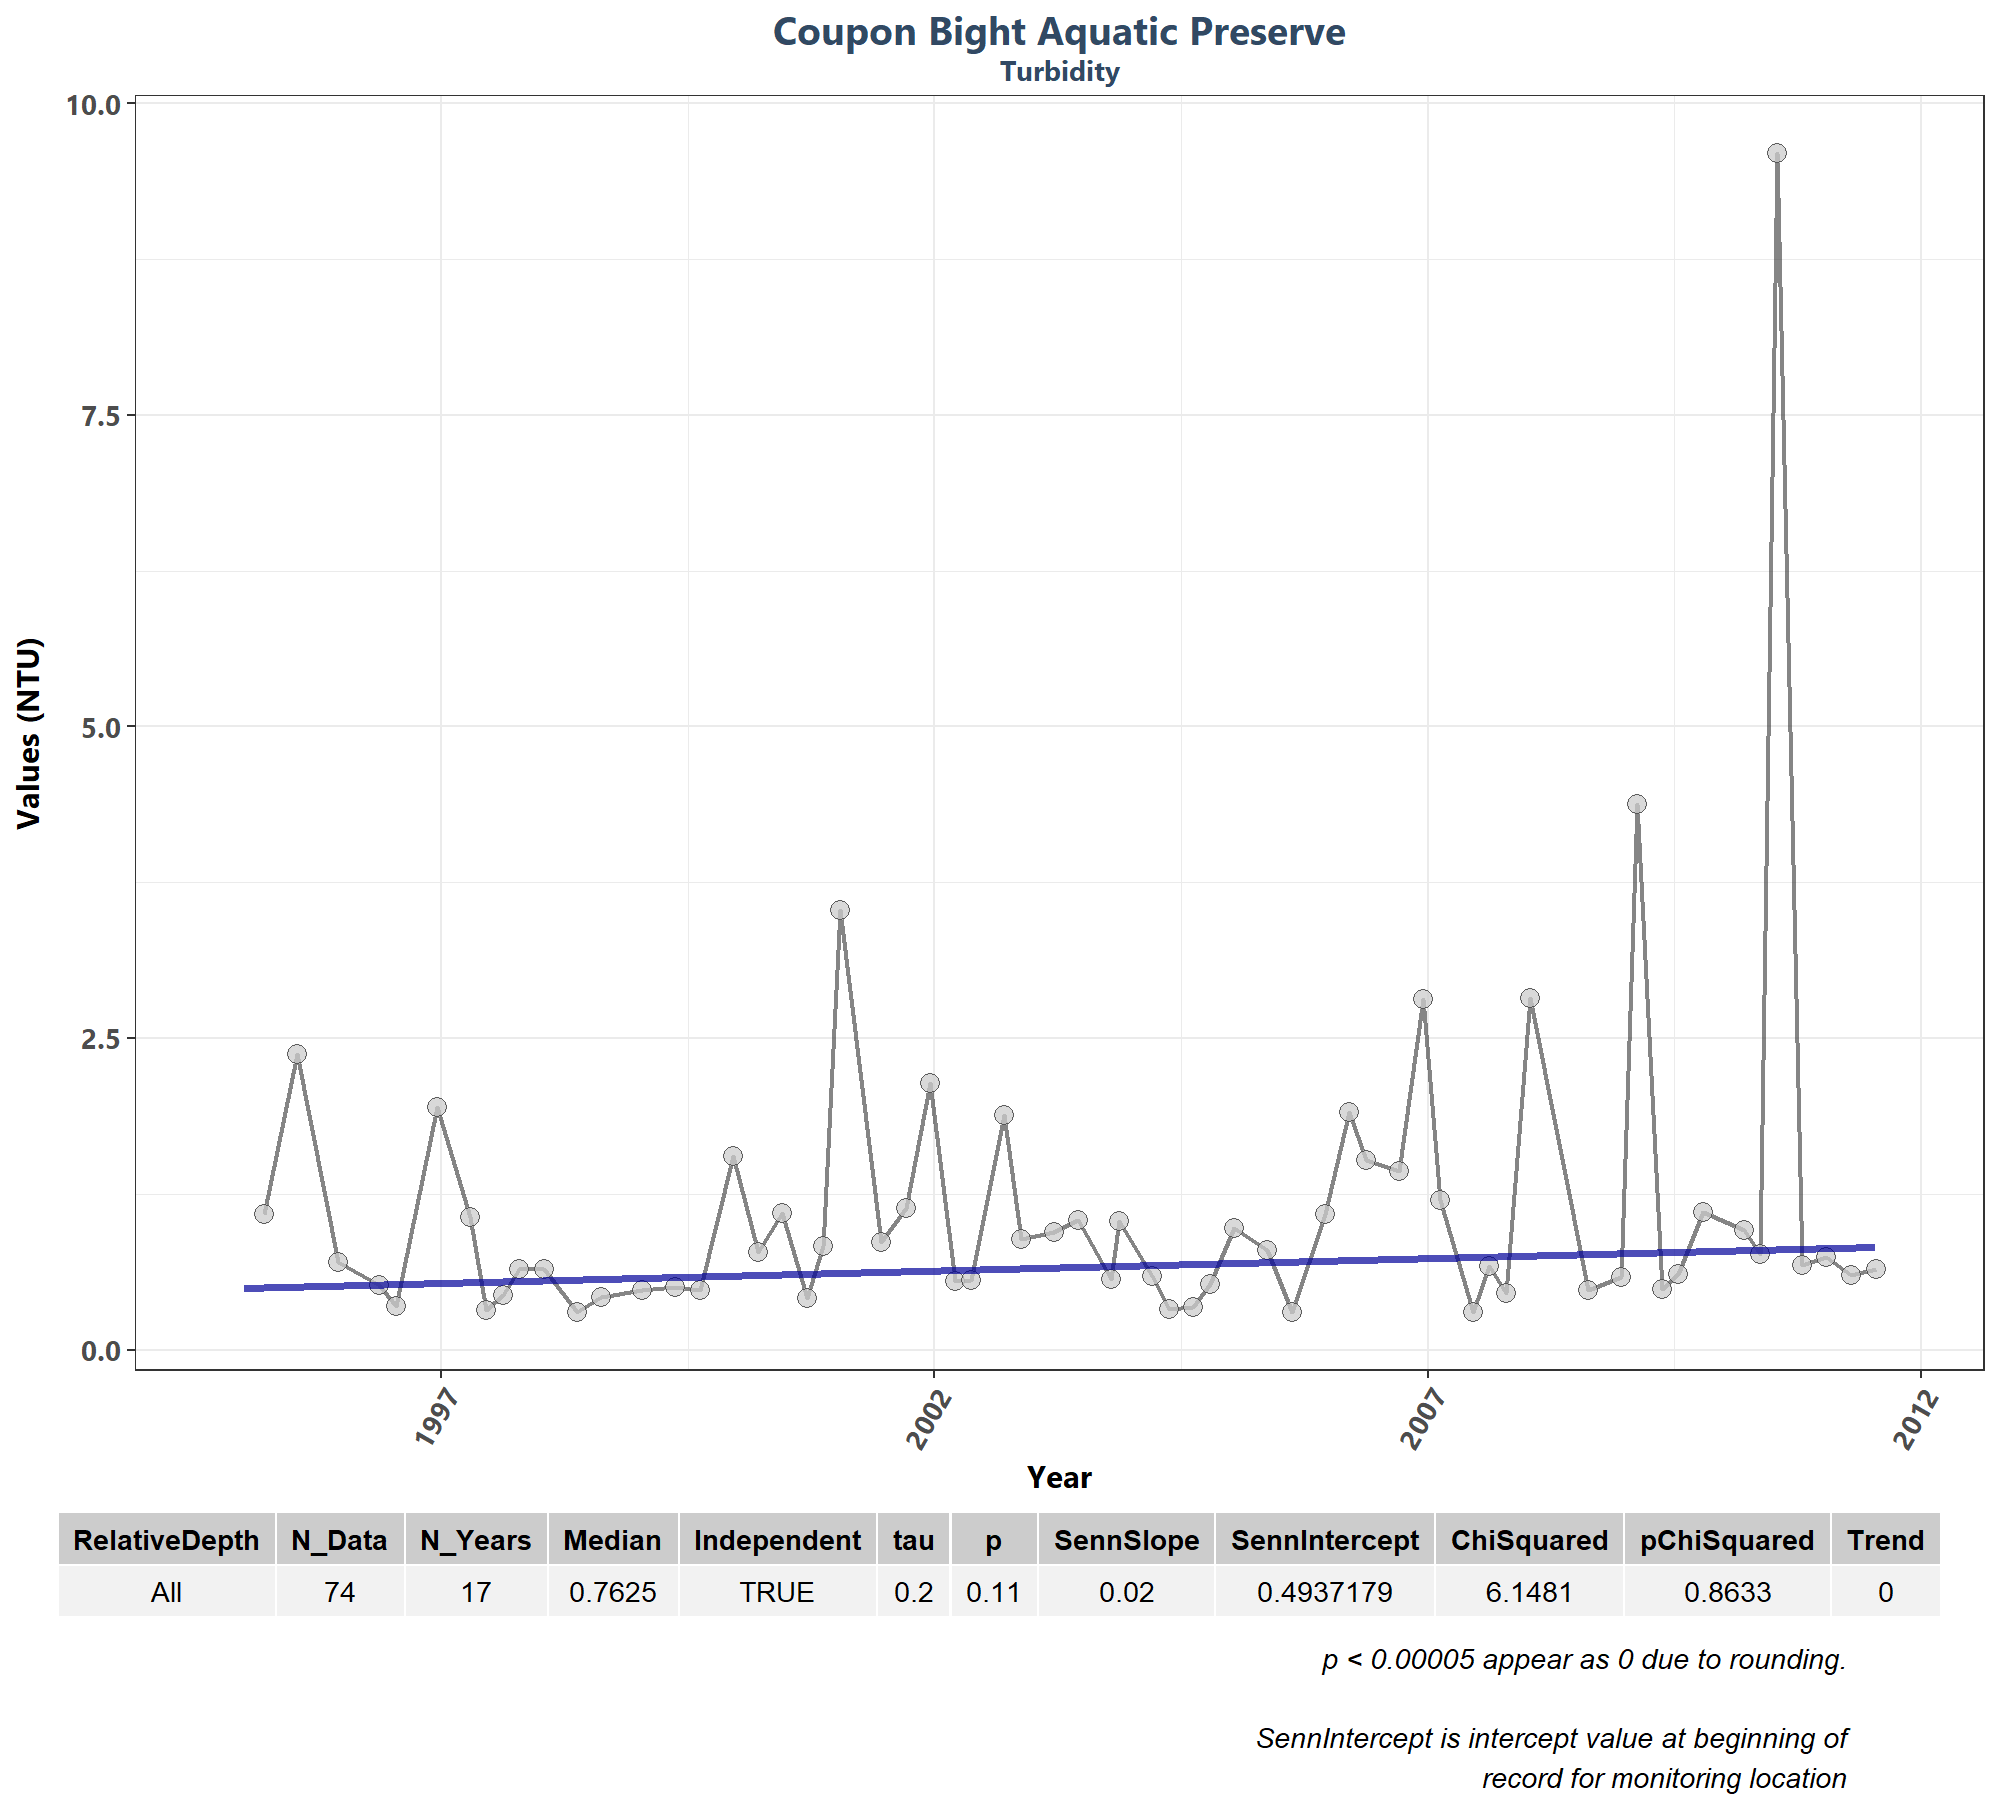 Coupon Bight Aquatic Preserve
Turbidity
10.0
7.5
5.0
2.5
0.0
Values (NTU)
1997
2002
2007
2012
Year
RelativeDepth N_Data N_Years Median Independent tau p SennSlope SennIntercept ChiSquared pChiSquared Trend
All 74 17 0.7625 TRUE 0.2 0.11 0.02 0.4937179 6.1481 0.8633 0
p < 0.00005 appear as 0 due to rounding.
SennIntercept is intercept value at beginning of
record for monitoring location